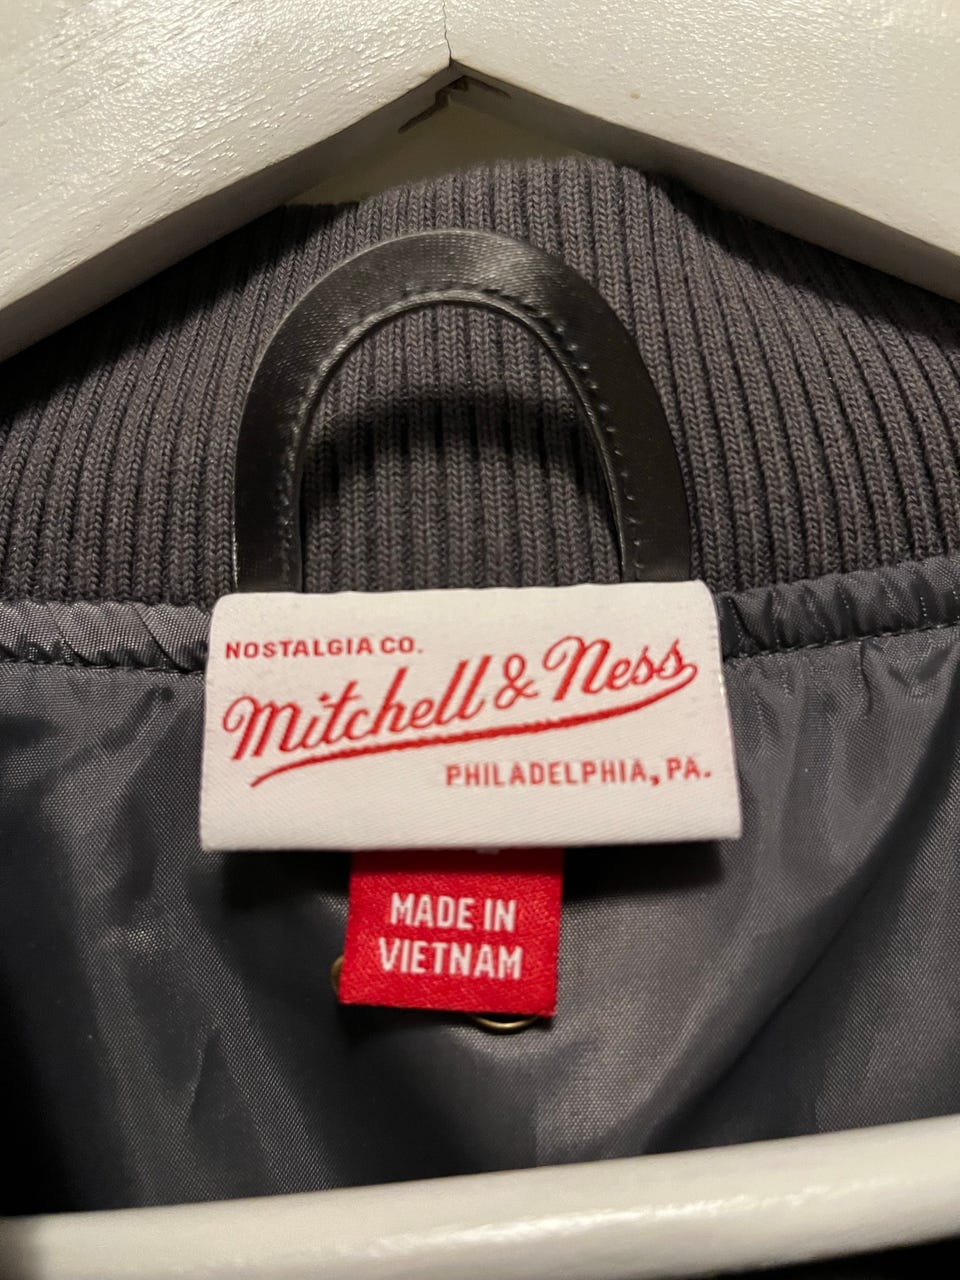 NOSTALGIA CO.
Mitchell & Ness
PHILADELPHIA, PA.
MADE IN
VIETNAM